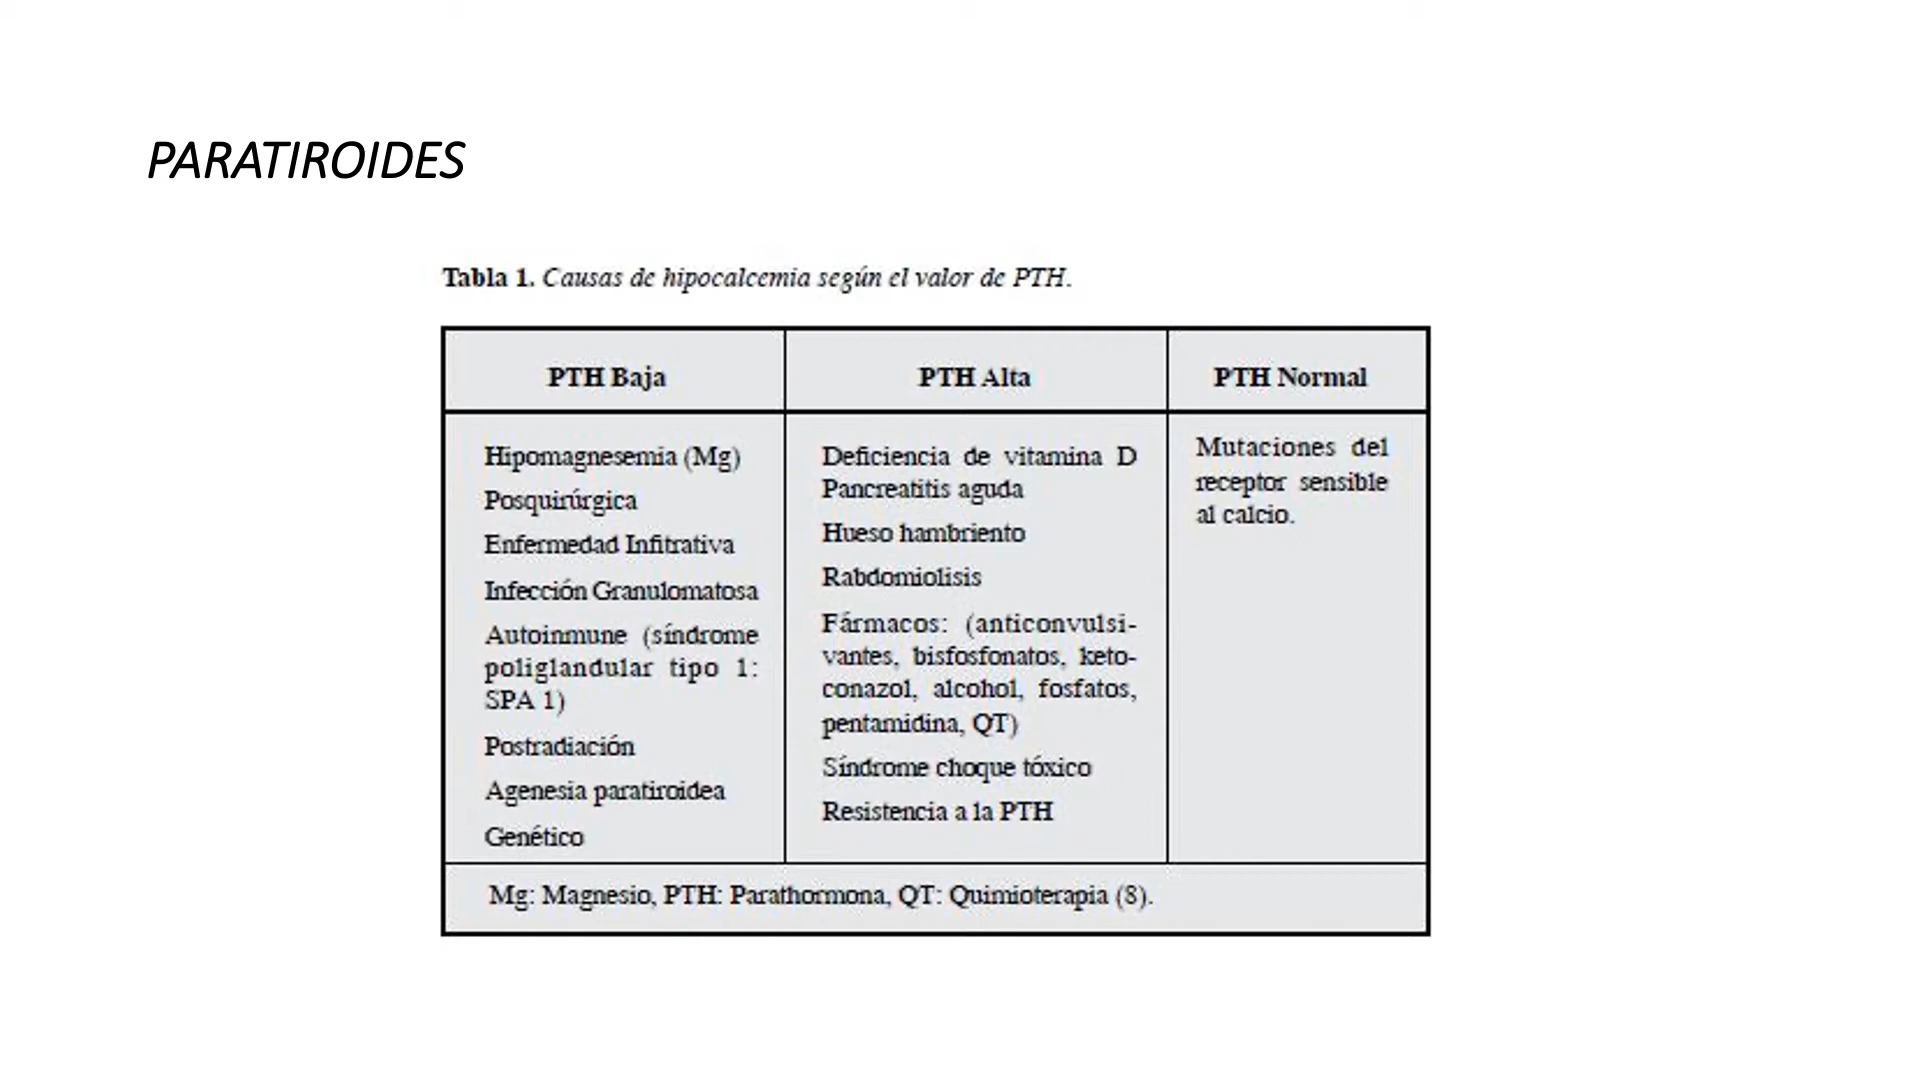 PARATIROIDES
Tabla 1. Causas de hipocalcemia según el valor de PTH.
PTH Baja
PTH Alta
PTH Normal
Hipomagnesemia (Mg)
Posquirúrgica
Enfermedad Infitrativa
Infección Granulomatosa
Autoinmune (síndrome
poliglandular tipo 1:
SPA 1)
Postradiación
Agenesia paratiroidea
Genético
Deficiencia de vitamina D
Pancreatitis aguda
Hueso hambriento
Rabdomiolisis
Fármacos: (anticonvulsi-
vantes, bisfosfonatos, keto-
conazol, alcohol, fosfatos,
pentamidina, QT)
Síndrome choque tóxico
Resistencia a la PTH
Mutaciones del
receptor sensible
al calcio.
Mg: Magnesio, PTH: Parathormona, QT: Quimioterapia (8).